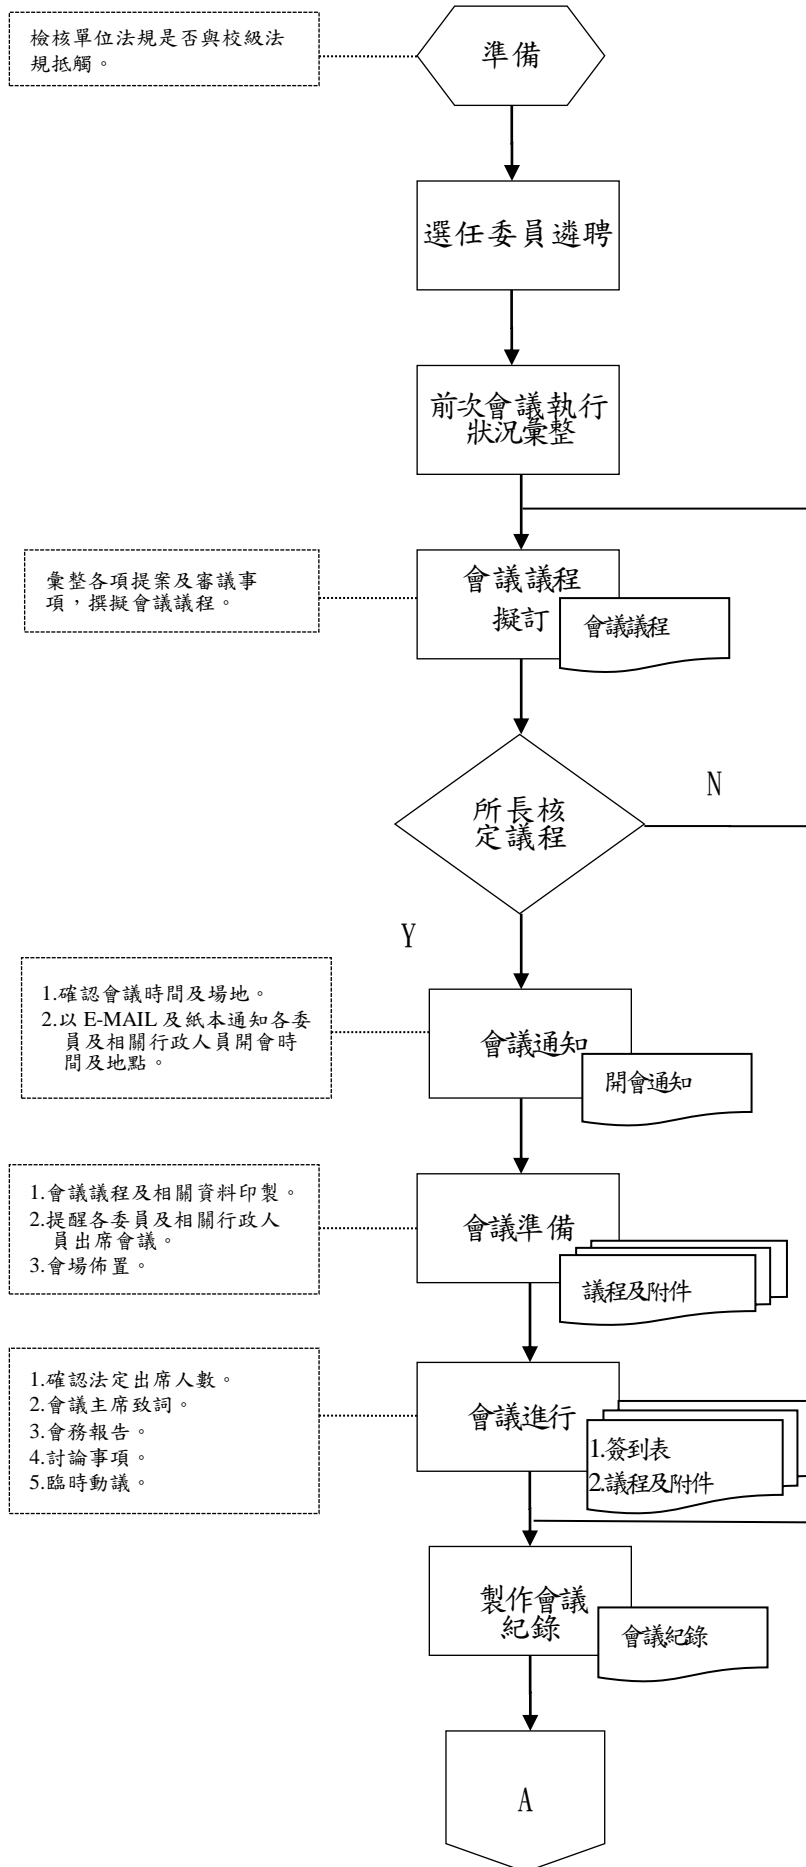 檢核單位法規是否與校級法
規抵觸。
準備
選任委員遴聘
前次會議執行
狀況彙整
彙整各項提案及審議事
項，撰擬會議議程。
會議議程
擬訂
會議議程
所長核
定議程
N
Y
1.確認會議時間及場地。
2.以 E-MAIL 及紙本通知各委
員及相關行政人員開會時
間及地點。
會議通知
開會通知
1.會議議程及相關資料印製。
2.提醒各委員及相關行政人
員出席會議。
3.會場佈置。
會議準備
議程及附件
1.確認法定出席人數。
2.會議主席致詞。
3.會務報告。
4.討論事項。
5.臨時動議。
會議進行
1.簽到表
2.議程及附件
製作會議
紀錄
會議紀錄
A